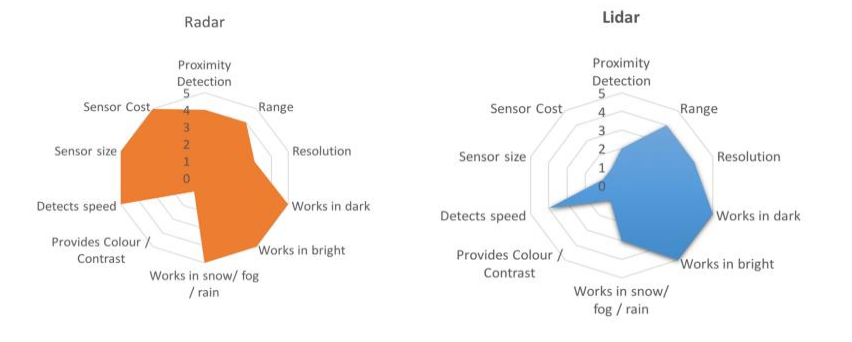 Radar
Proximity
Detection
5
4
3
2
1
0
Range
Resolution
Works in dark
Works in bright
Works in snow/ fog
/ rain
Provides Colour /
Contrast
Detects speed
Sensor size
Sensor Cost
Lidar
Proximity
Detection
5
4
3
2
1
0
Range
Resolution
Works in dark
Works in bright
Works in snow/
fog / rain
Provides Colour /
Contrast
Detects speed
Sensor size
Sensor Cost